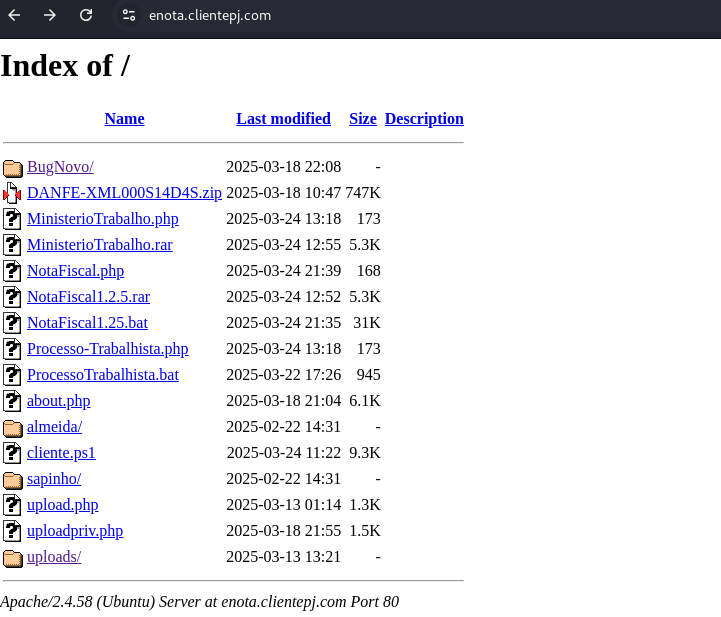 enota.clientepj.com
Index of /
Name Last modified Size Description
BugNovo/ 2025-03-18 22:08 -
DANFE-XML000S14D4S.zip 2025-03-18 10:47 747K
MinisterioTrabalho.php 2025-03-24 13:18 173
MinisterioTrabalho.rar 2025-03-24 12:55 5.3K
NotaFiscal.php 2025-03-24 21:39 168
NotaFiscal1.2.5.rar 2025-03-24 12:52 5.3K
NotaFiscal1.25.bat 2025-03-24 21:35 31K
Processo-Trabalhista.php 2025-03-24 13:18 173
ProcessoTrabalhista.bat 2025-03-22 17:26 945
about.php 2025-03-18 21:04 6.1K
almeida/ 2025-02-22 14:31 -
cliente.ps1 2025-03-24 11:22 9.3K
sapinho/ 2025-02-22 14:31 -
upload.php 2025-03-13 01:14 1.3K
uploadpriv.php 2025-03-18 21:55 1.5K
uploads/ 2025-03-13 13:21 -
Apache/2.4.58 (Ubuntu) Server at enota.clientepj.com Port 80